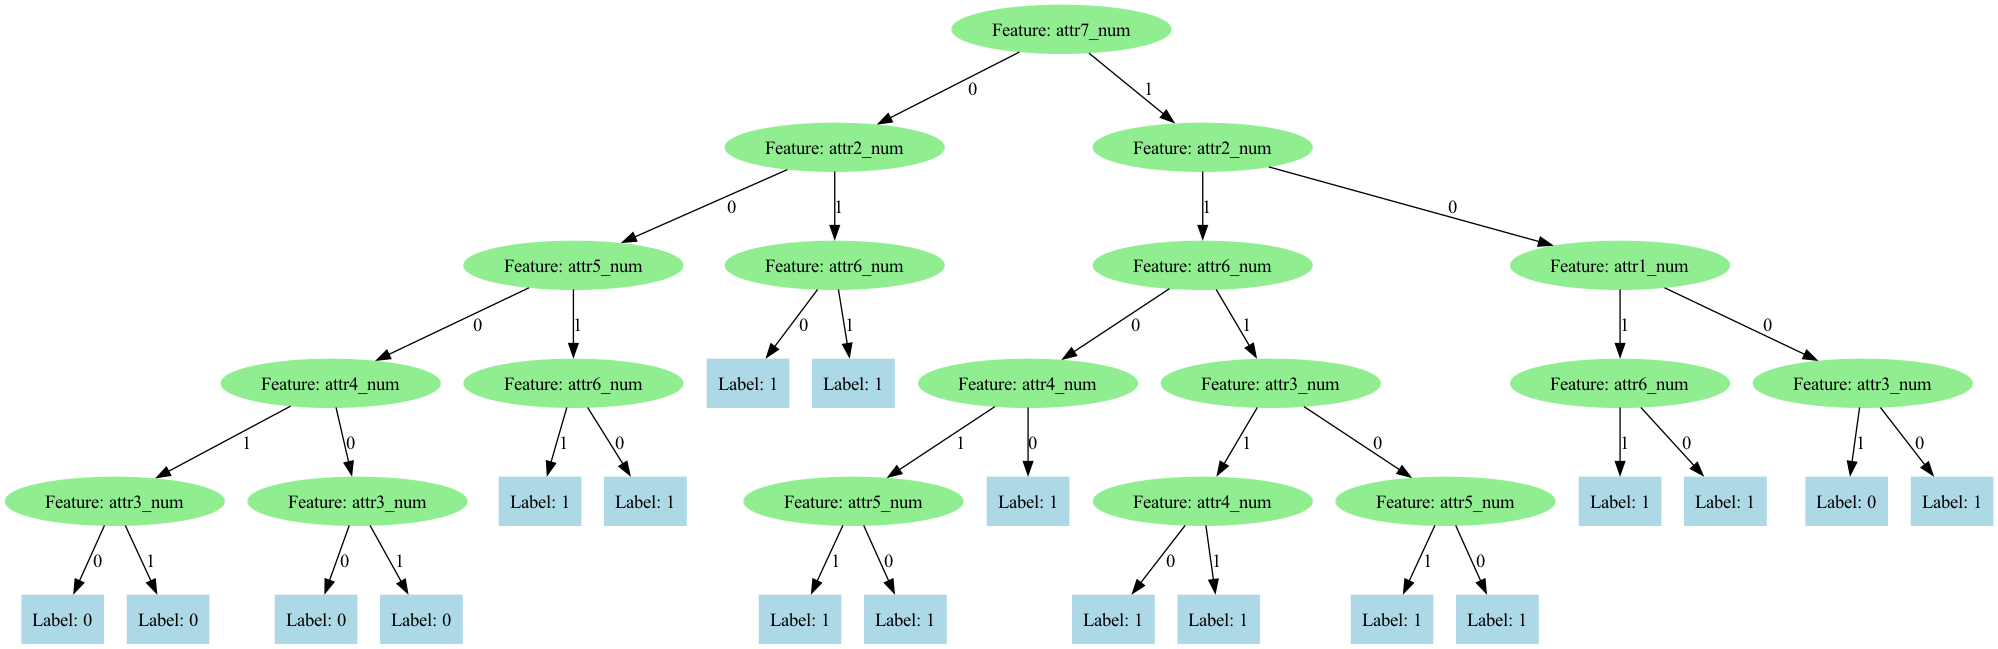 Feature: attr7_num
0
1
Feature: attr2_num
Feature: attr2_num
0
1
1
0
Feature: attr5_num
Feature: attr6_num
Feature: attr6_num
Feature: attr1_num
0
1
0
1
0
1
1
0
Feature: attr4_num
Feature: attr6_num
Label: 1
Label: 1
Feature: attr4_num
Feature: attr3_num
Feature: attr6_num
Feature: attr3_num
1
0
1
0
1
0
1
0
1
0
1
0
Feature: attr3_num
Feature: attr3_num
Label: 1
Label: 1
Feature: attr5_num
Label: 1
Feature: attr4_num
Feature: attr5_num
Label: 1
Label: 1
Label: 0
Label: 1
0
1
0
1
1
0
0
1
1
0
Label: 0
Label: 0
Label: 0
Label: 0
Label: 1
Label: 1
Label: 1
Label: 1
Label: 1
Label: 1